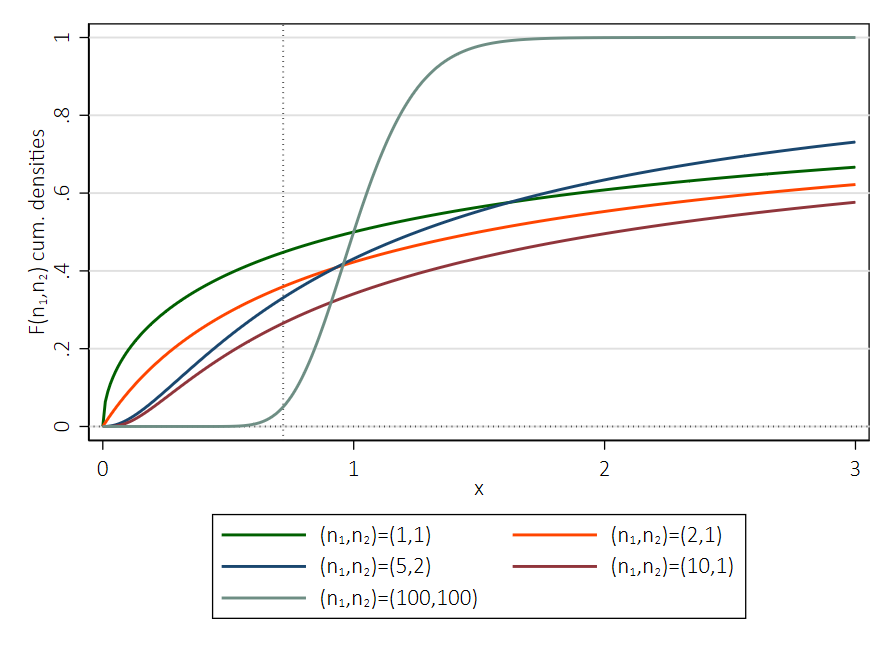 F(n₁,n₂) cum. densities
1
.8
.6
.4
.2
0
0 1 2 3
x
(n₁,n₂)=(1,1) (n₁,n₂)=(2,1)
(n₁,n₂)=(5,2) (n₁,n₂)=(10,1)
(n₁,n₂)=(100,100)